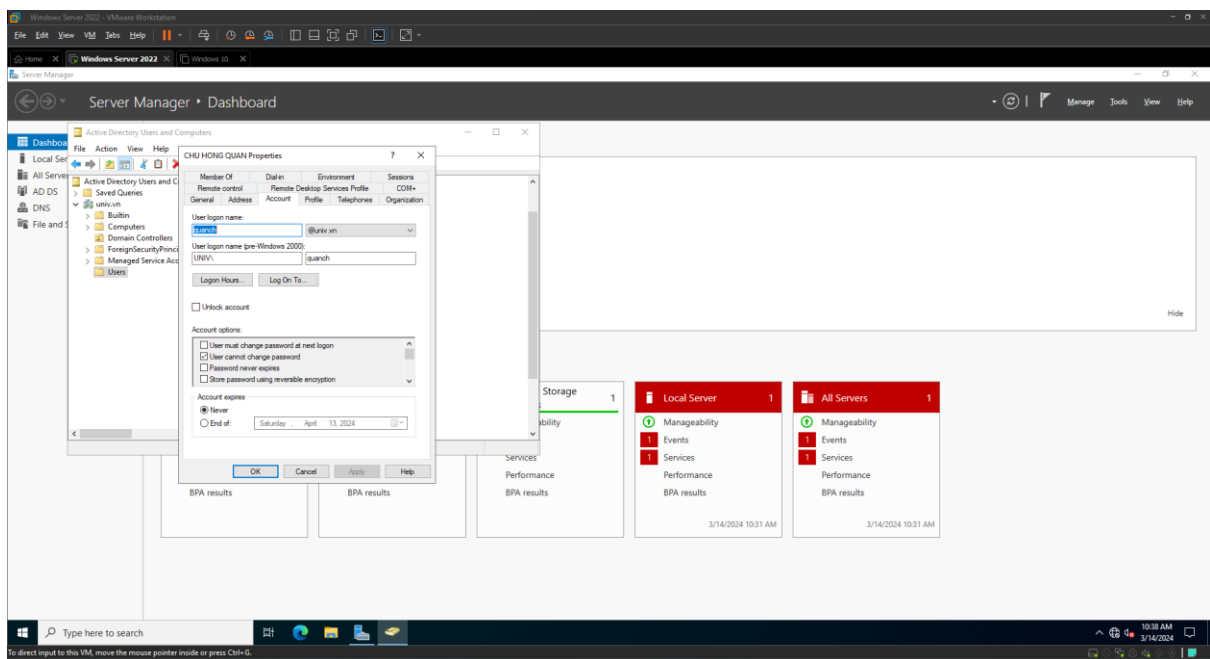 Windows Server 2022 - VMware Workstation
File Edit View VM Tabs Help
Home Windows Server 2022 Windows 10
Server Manager
Server Manager Dashboard
Manage Tools View Help
Local Ser
All Server
AD DS
DNS
File and S
Active Directory Users and Computers
File Action View Help
Active Directory Users and C
Saved Queries
univ.vn
Builtin
Computers
Domain Controllers
ForeignSecurityPrinci
Managed Service Acc
Users
CHU HONG QUAN Properties
Member Of Dial-in Environment Sessions
Remote control Remote Desktop Services Profile COM+
General Address Account Profile Telephones Organization
User logon name:
quanch @univ.vn
User logon name (pre-Windows 2000):
UNIV\ quanch
Logon Hours... Log On To...
Unlock account
Account options:
User must change password at next logon
User cannot change password
Password never expires
Store password using reversible encryption
Account expires
Never
End of: Saturday , April 13, 2024
OK Cancel Apply Help
Hide
BPA results
BPA results
Storage 1
Services
Performance
BPA results
Local Server 1
Manageability
1 Events
1 Services
Performance
BPA results
3/14/2024 10:31 AM
All Servers 1
Manageability
1 Events
1 Services
Performance
BPA results
3/14/2024 10:31 AM
Type here to search
10:38 AM
3/14/2024
To direct input to this VM, move the mouse pointer inside or press Ctrl+G.